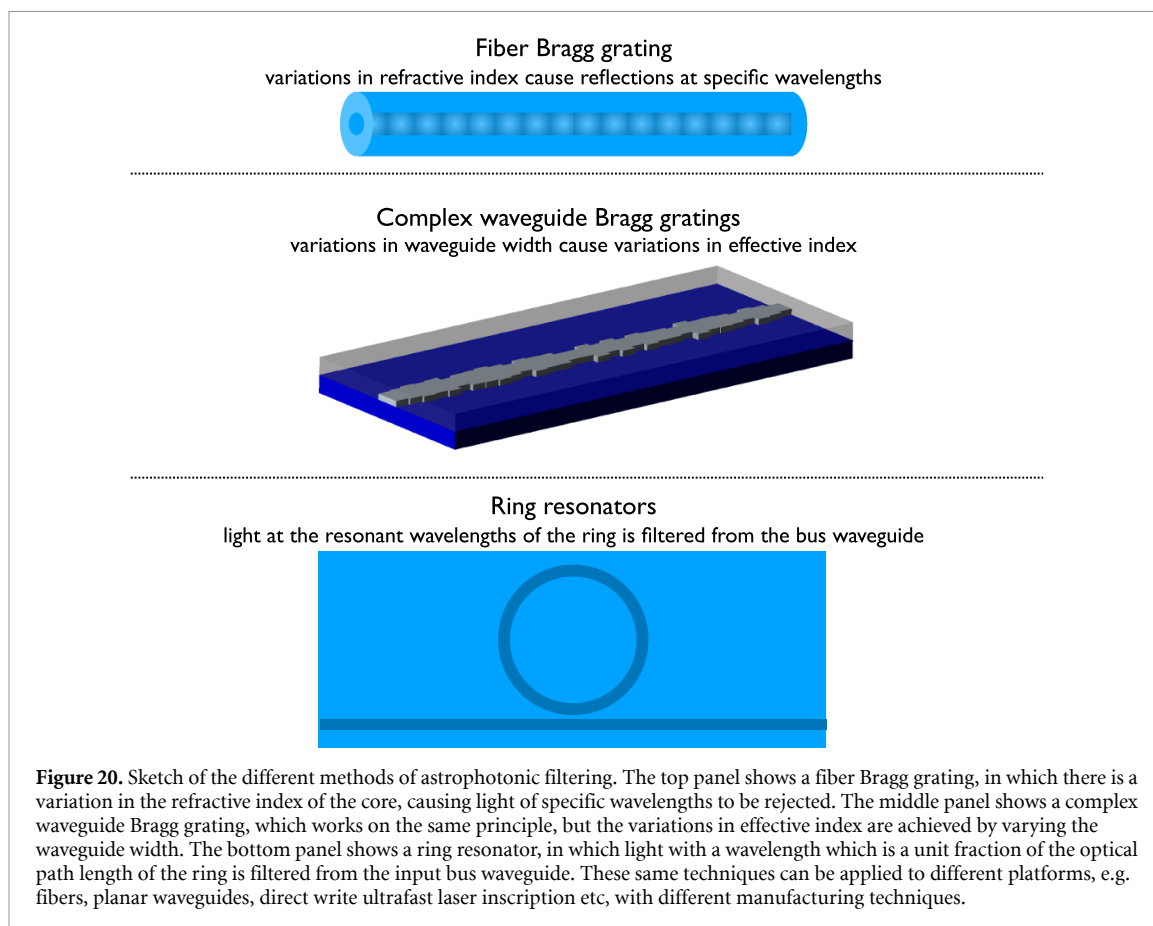 Fiber Bragg grating
variations in refractive index cause reflections at specific wavelengths
Complex waveguide Bragg gratings
variations in waveguide width cause variations in effective index
Ring resonators
light at the resonant wavelengths of the ring is filtered from the bus waveguide
Figure 20. Sketch of the different methods of astrophotonic filtering. The top panel shows a fiber Bragg grating, in which there is a
variation in the refractive index of the core, causing light of specific wavelengths to be rejected. The middle panel shows a complex
waveguide Bragg grating, which works on the same principle, but the variations in effective index are achieved by varying the
waveguide width. The bottom panel shows a ring resonator, in which light with a wavelength which is a unit fraction of the optical
path length of the ring is filtered from the input bus waveguide. These same techniques can be applied to different platforms, e.g.
fibers, planar waveguides, direct write ultrafast laser inscription etc, with different manufacturing techniques.